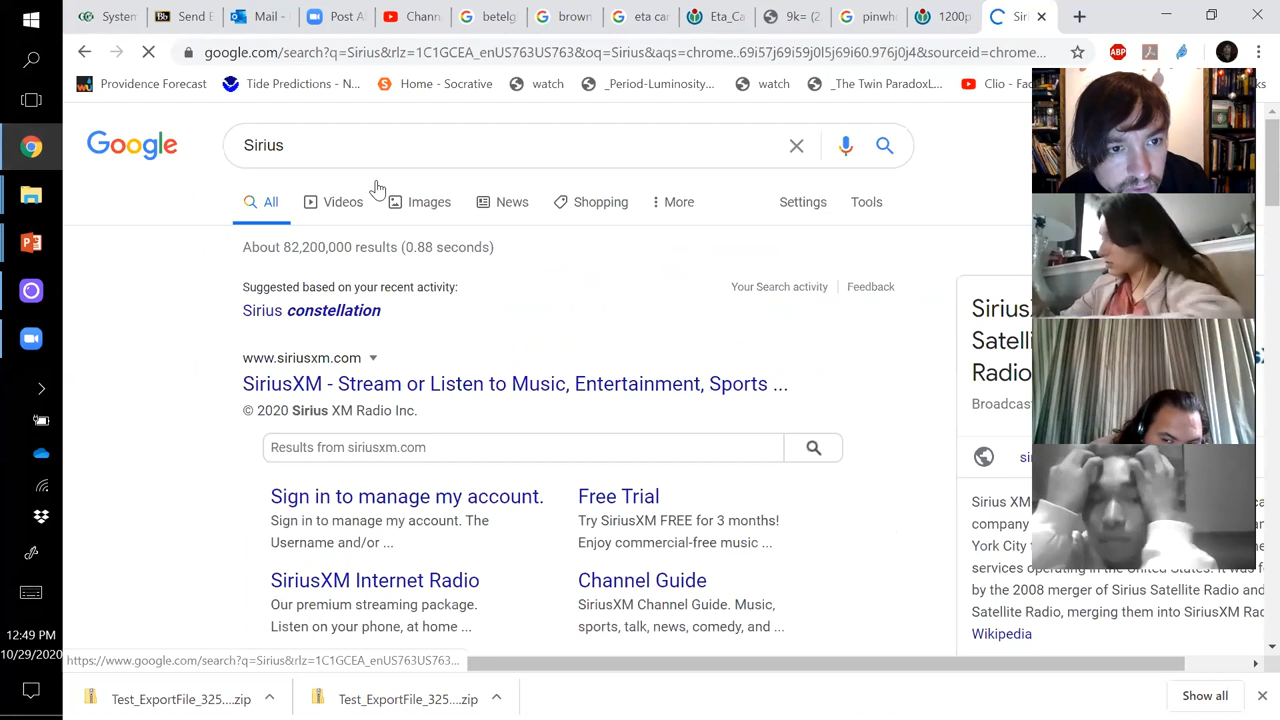 System
Send E
Mail -
Post A
Chann
betelg
brown
eta car
Eta_Ca
9k= (2
pinwh
1200p
Siri
google.com/search?q=Sirius&rlz=1C1GCEA_enUS763US763&oq=Sirius&aqs=chrome..69i57j69i59j0l5j69i60.976j0j4&sourceid=chrome...
ABP
Providence Forecast
Tide Predictions - N...
Home - Socrative
watch
_Period-Luminosity...
watch
_The Twin ParadoxL...
Clio - Fac
ks
Google
Sirius
All Videos Images News Shopping More Settings Tools
About 82,200,000 results (0.88 seconds)
Suggested based on your recent activity: Your Search activity Feedback
Sirius constellation
www.siriusxm.com
SiriusXM - Stream or Listen to Music, Entertainment, Sports ...
© 2020 Sirius XM Radio Inc.
Results from siriusxm.com
Sign in to manage my account.
Sign in to manage my account. The
Username and/or ...
Free Trial
Try SiriusXM FREE for 3 months!
Enjoy commercial-free music ...
SiriusXM Internet Radio
Our premium streaming package.
Listen on your phone, at home ...
Channel Guide
SiriusXM Channel Guide. Music,
sports, talk, news, comedy, and ...
Sirius
Satell
Radio
Broadcas
si
Sirius XM
company
York City
services operating in the United States. It was fo
by the 2008 merger of Sirius Satellite Radio and
Satellite Radio, merging them into SiriusXM Ra
Wikipedia
12:49 PM
10/29/2020
https://www.google.com/search?q=Sirius&rlz=1C1GCEA_enUS763US763...
Test_ExportFile_325....zip
Test_ExportFile_325....zip
Show all